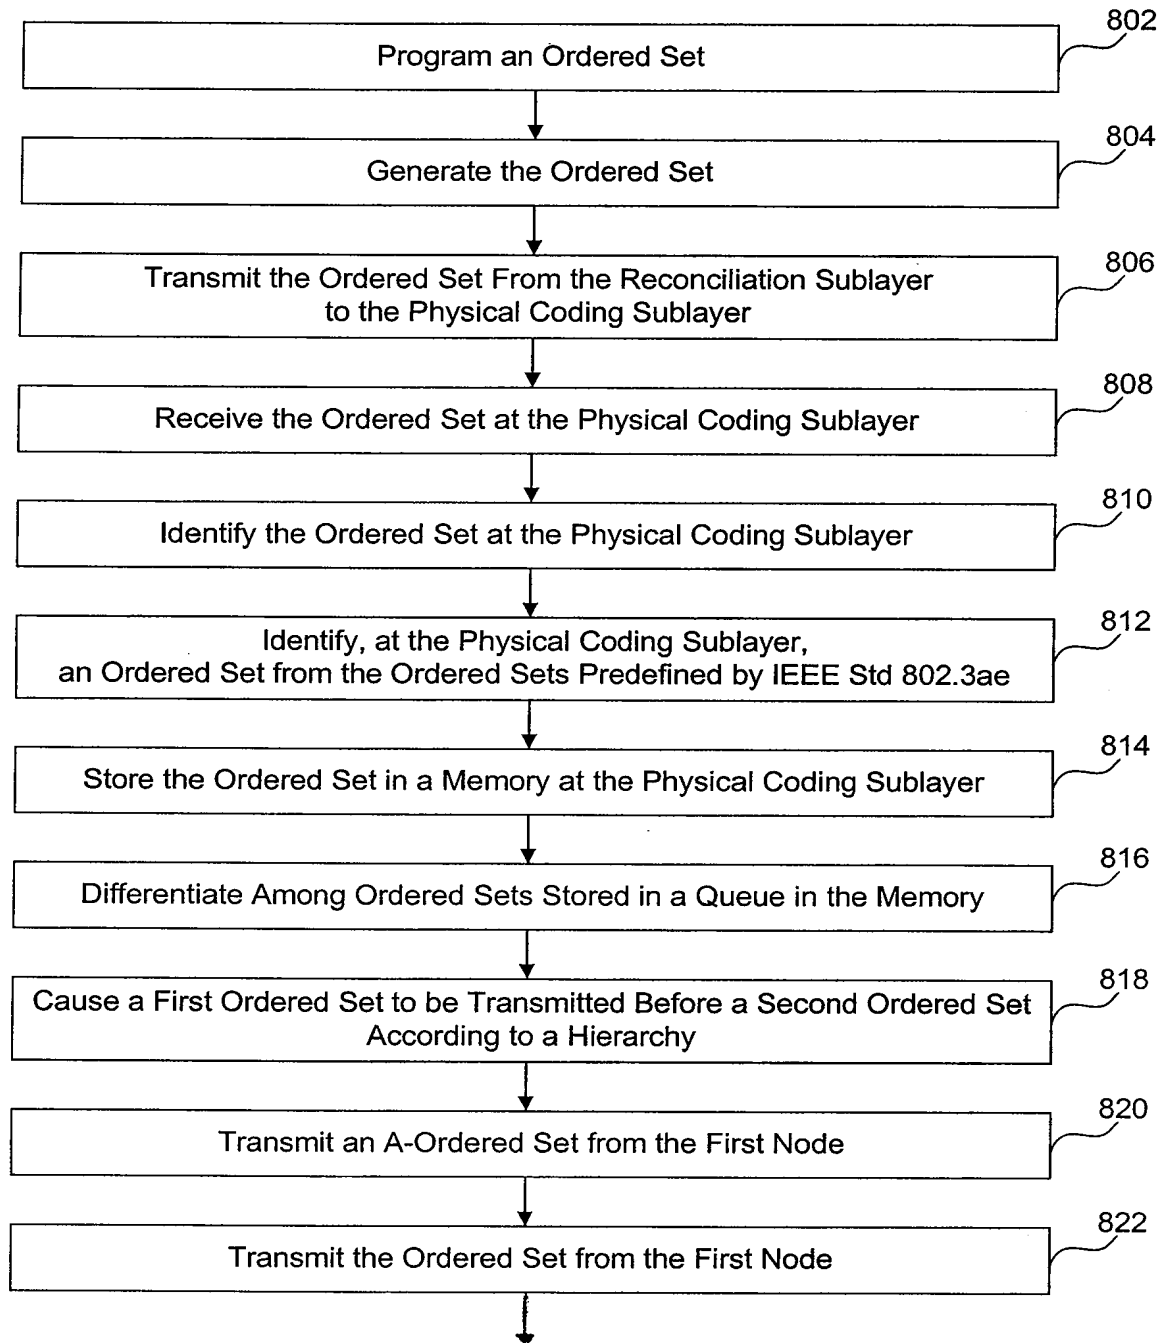 802
Program an Ordered Set
804
Generate the Ordered Set
806
Transmit the Ordered Set From the Reconciliation Sublayer
to the Physical Coding Sublayer
808
Receive the Ordered Set at the Physical Coding Sublayer
810
Identify the Ordered Set at the Physical Coding Sublayer
812
Identify, at the Physical Coding Sublayer,
an Ordered Set from the Ordered Sets Predefined by IEEE Std 802.3ae
814
Store the Ordered Set in a Memory at the Physical Coding Sublayer
816
Differentiate Among Ordered Sets Stored in a Queue in the Memory
818
Cause a First Ordered Set to be Transmitted Before a Second Ordered Set
According to a Hierarchy
820
Transmit an A-Ordered Set from the First Node
822
Transmit the Ordered Set from the First Node